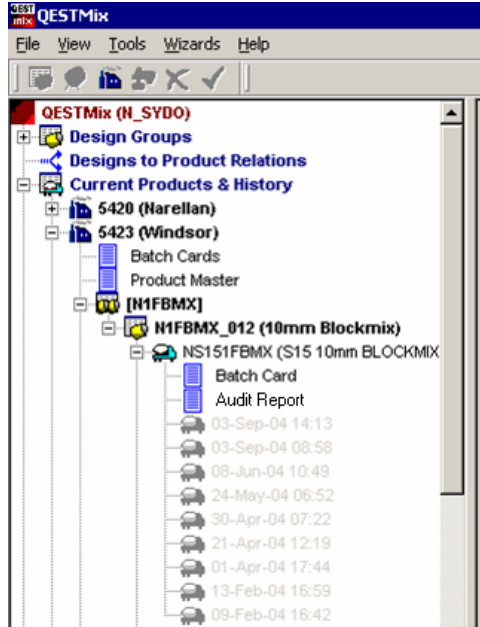 QEST mix QESTMix
File View Tools Wizards Help
QESTMix (N_SYDO)
Design Groups
Designs to Product Relations
Current Products & History
5420 (Narellan)
5423 (Windsor)
Batch Cards
Product Master
[N1FBMX]
N1FBMX_012 (10mm Blockmix)
NS151FBMX (S15 10mm BLOCKMIX
Batch Card
Audit Report
03-Sep-04 14:13
03-Sep-04 08:58
08-Jun-04 10:49
24-May-04 06:52
30-Apr-04 07:22
21-Apr-04 12:19
01-Apr-04 17:44
13-Feb-04 16:59
09-Feb-04 16:42